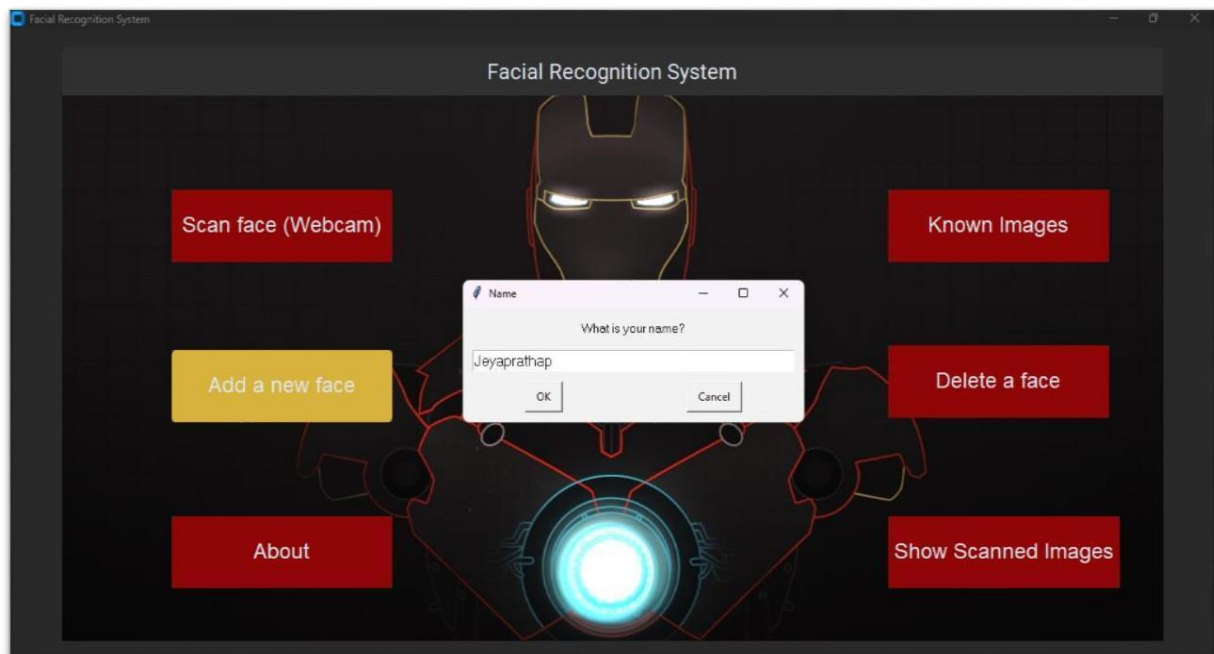 Facial Recognition System
Facial Recognition System
Scan face (Webcam)
Known Images
Name
What is your name?
Jeyaprathap
OK
Cancel
Add a new face
Delete a face
About
Show Scanned Images